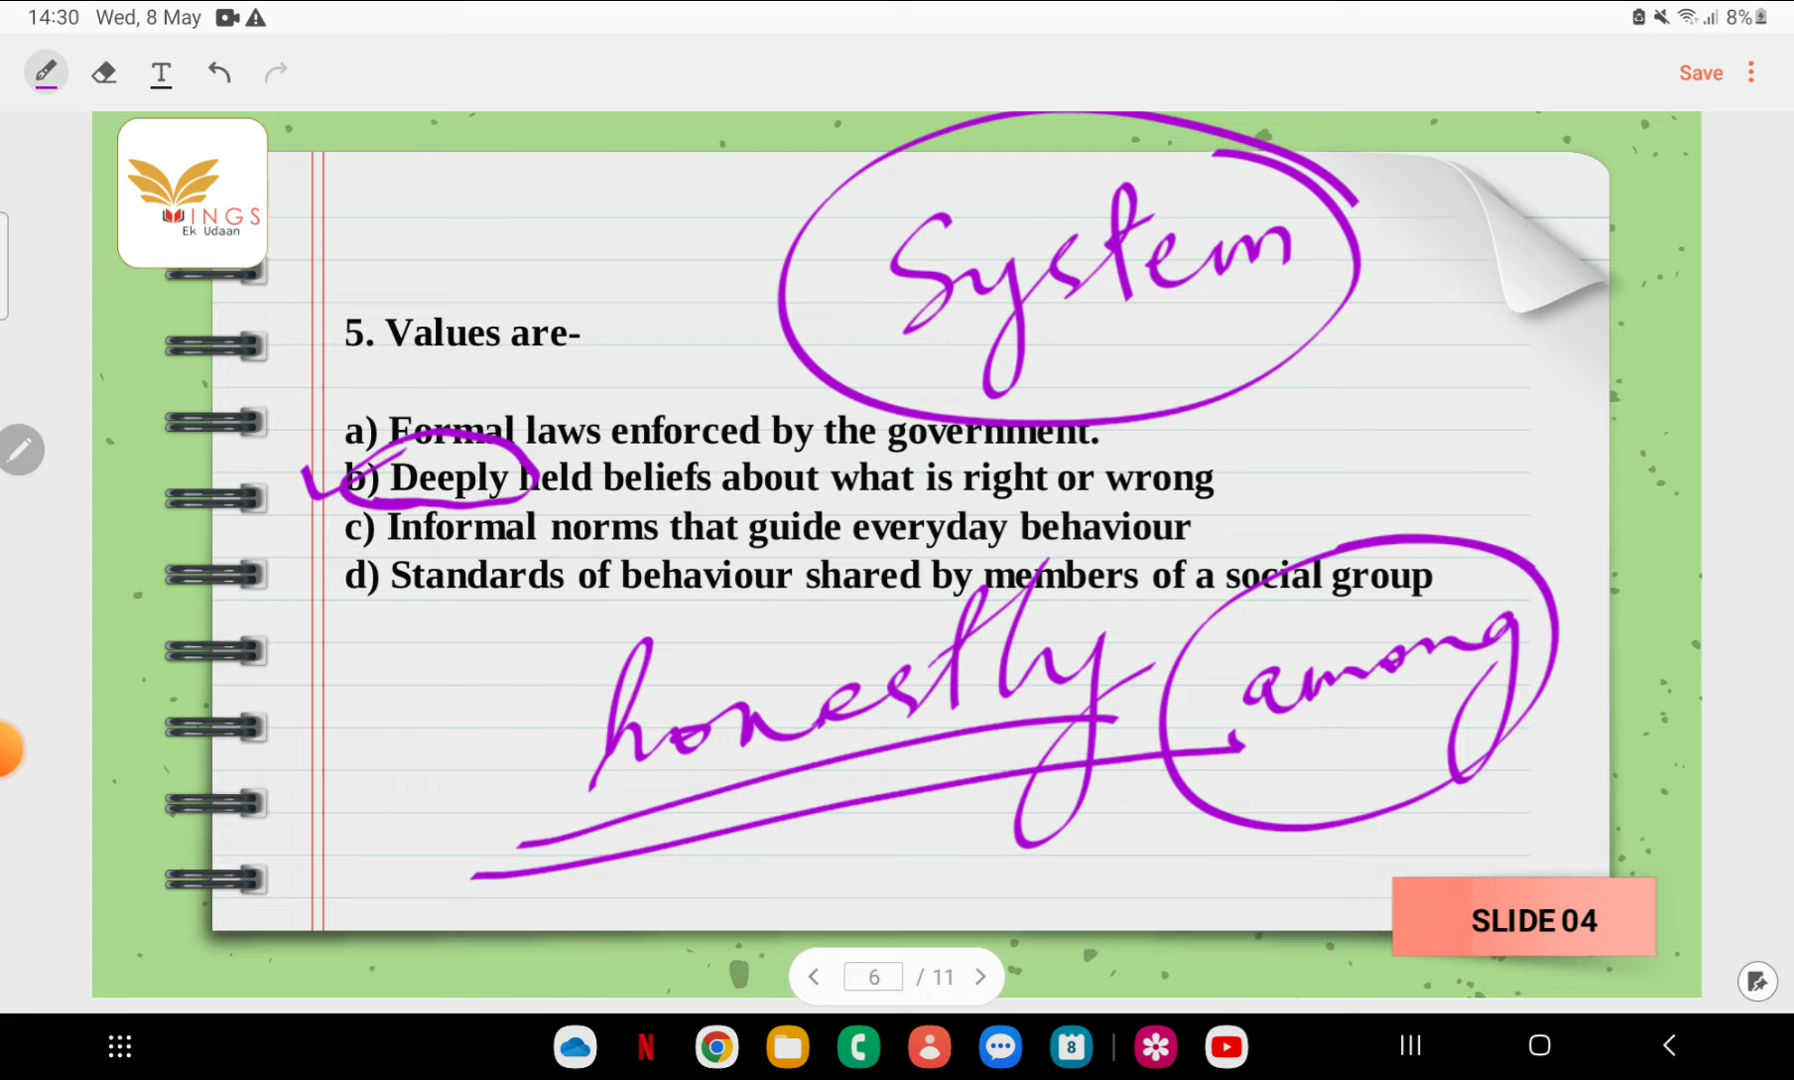 14:30 Wed, 8 May 8%
Save
WINGS
Ek Udaan
System
5. Values are-
a) Formal laws enforced by the government.
b) Deeply held beliefs about what is right or wrong
c) Informal norms that guide everyday behaviour
d) Standards of behaviour shared by members of a social group
honestly among
SLIDE 04
6 / 11
8